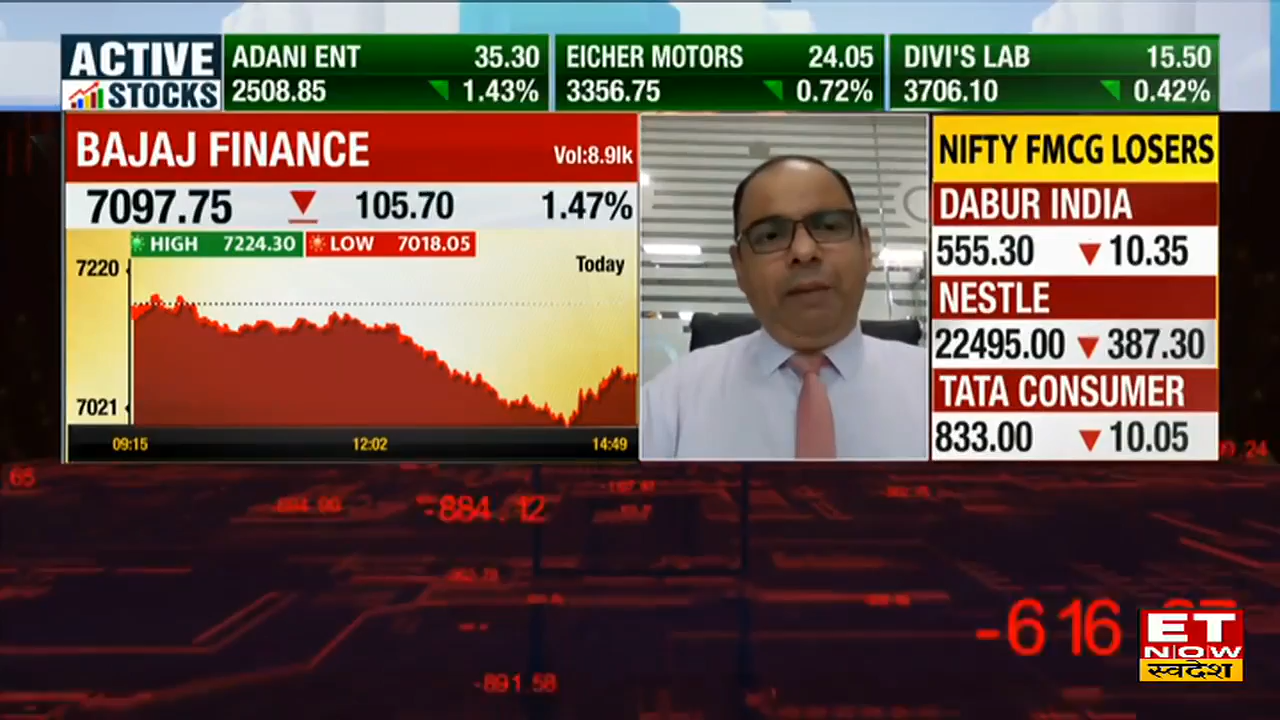 ACTIVE STOCKS
ADANI ENT 35.30
2508.85 1.43%
EICHER MOTORS 24.05
3356.75 0.72%
DIVI'S LAB 15.50
3706.10 0.42%
BAJAJ FINANCE Vol:8.9lk
7097.75 105.70 1.47%
HIGH 7224.30 LOW 7018.05
Today
7220
7021
09:15 12:02 14:49
NIFTY FMCG LOSERS
DABUR INDIA
555.30 10.35
NESTLE
22495.00 387.30
TATA CONSUMER
833.00 10.05
65
-884.12
-891.58
-616
ET
NOW
स्वदेश